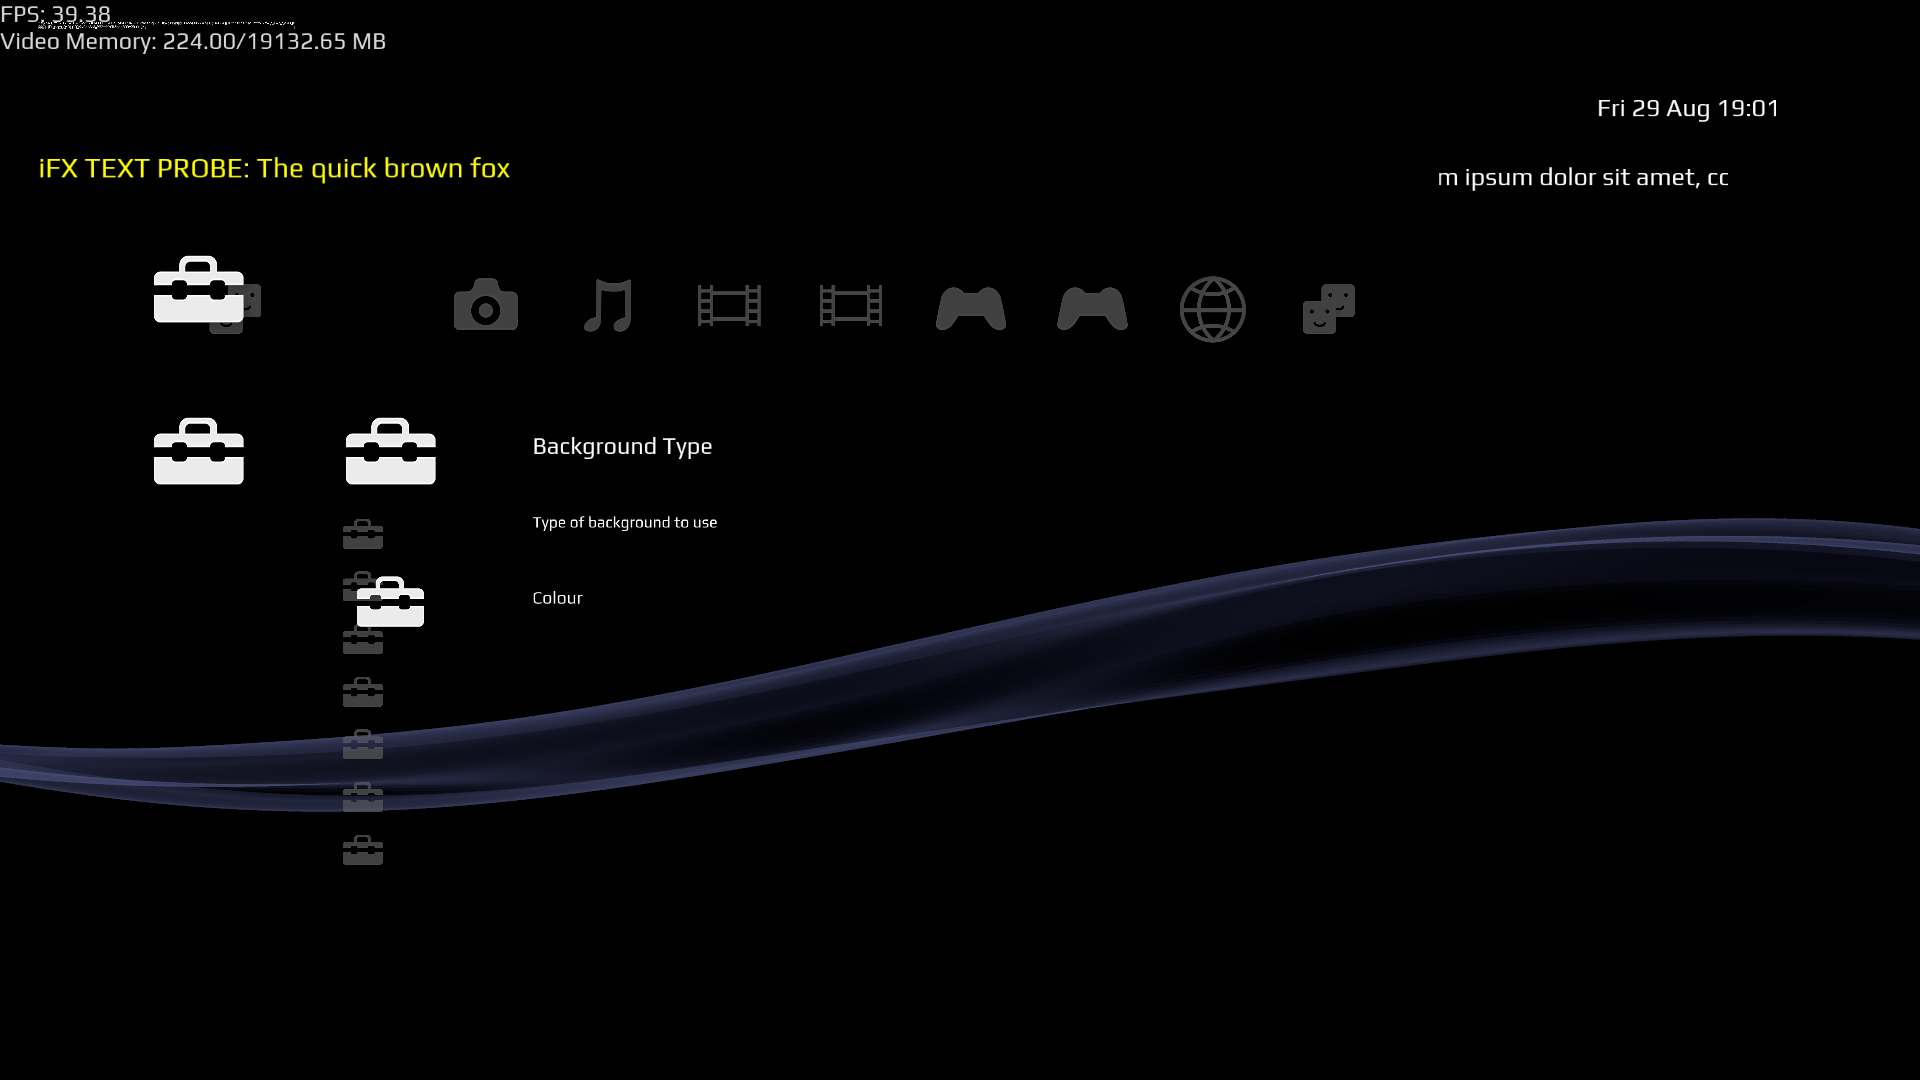 FPS: 39.38
Video Memory: 224.00/19132.65 MB
Fri 29 Aug 19:01
iFX TEXT PROBE: The quick brown fox
m ipsum dolor sit amet, cc
Background Type
Type of background to use
Colour